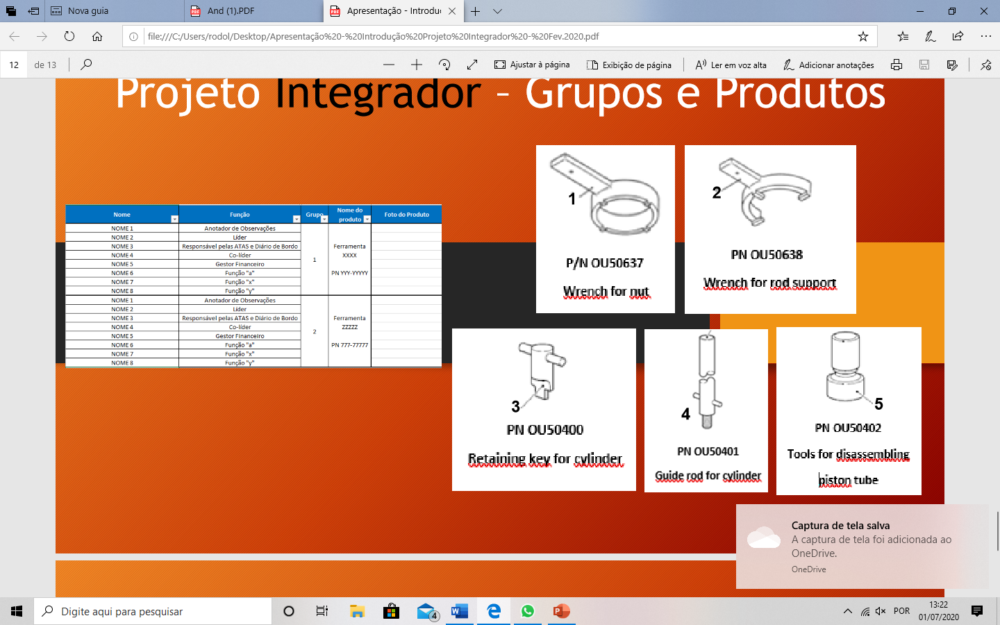 Nova guia
And (1).PDF
Apresentação - Introduç
file:///C:/Users/rodol/Desktop/Apresentação%20-%20Introdução%20Projeto%20Integrador%20-%20Fev.2020.pdf
12 de 13
Ajustar à página
Exibição de página
Ler em voz alta
Adicionar anotações
Projeto Integrador - Grupos e Produtos
Nome Função Grupo Nome do produto Foto do Produto
NOME 1 Anotador de Observações
NOME 2 Líder
NOME 3 Responsável pelas ATAS e Diário de Bordo
NOME 4 Co-líder
NOME 5 Gestor Financeiro
NOME 6 Função "a"
NOME 7 Função "x"
NOME 8 Função "y"
1
Ferramenta
XXXX
PN YYY-YYYYY
NOME 1 Anotador de Observações
NOME 2 Líder
NOME 3 Responsável pelas ATAS e Diário de Bordo
NOME 4 Co-líder
NOME 5 Gestor Financeiro
NOME 6 Função "a"
NOME 7 Função "x"
NOME 8 Função "y"
2
Ferramenta
ZZZZZ
PN 777-77777
1
P/N OU50637
Wrench for nut
2
PN OU50638
Wrench for rod support
3
PN OU50400
Retaining key for cylinder
4
PN OU50401
Guide rod for cylinder
5
PN OU50402
Tools for disassembling
piston tube
Captura de tela salva
A captura de tela foi adicionada ao
OneDrive.
OneDrive
Digite aqui para pesquisar
4
POR
13:22
01/07/2020